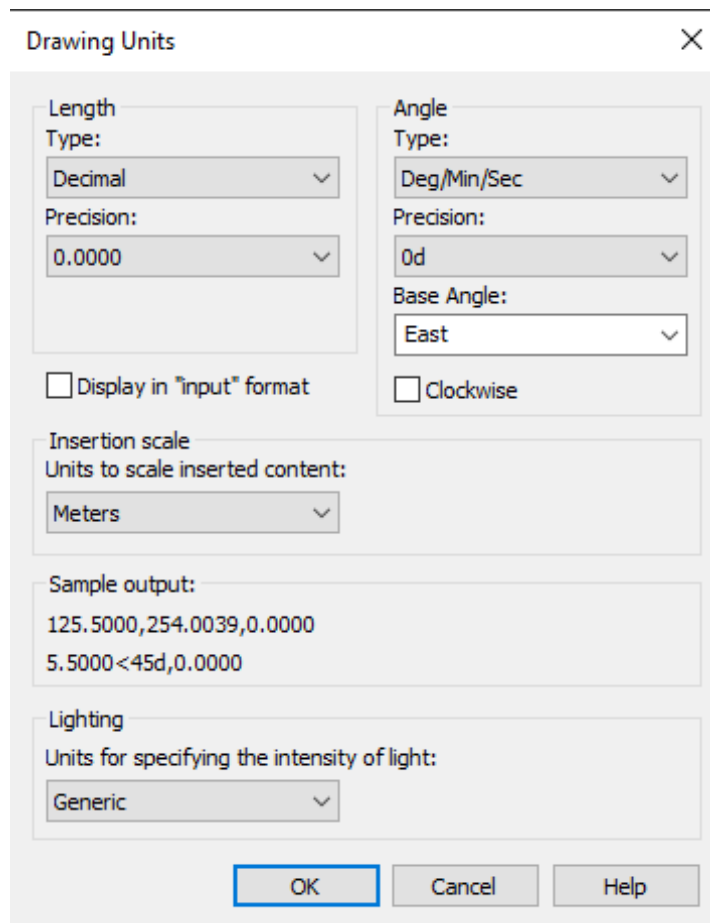 Drawing Units
Length
Type:
Decimal
Precision:
0.0000
Display in "input" format
Angle
Type:
Deg/Min/Sec
Precision:
0d
Base Angle:
East
Clockwise
Insertion scale
Units to scale inserted content:
Meters
Sample output:
125.5000,254.0039,0.0000
5.5000<45d,0.0000
Lighting
Units for specifying the intensity of light:
Generic
OK Cancel Help